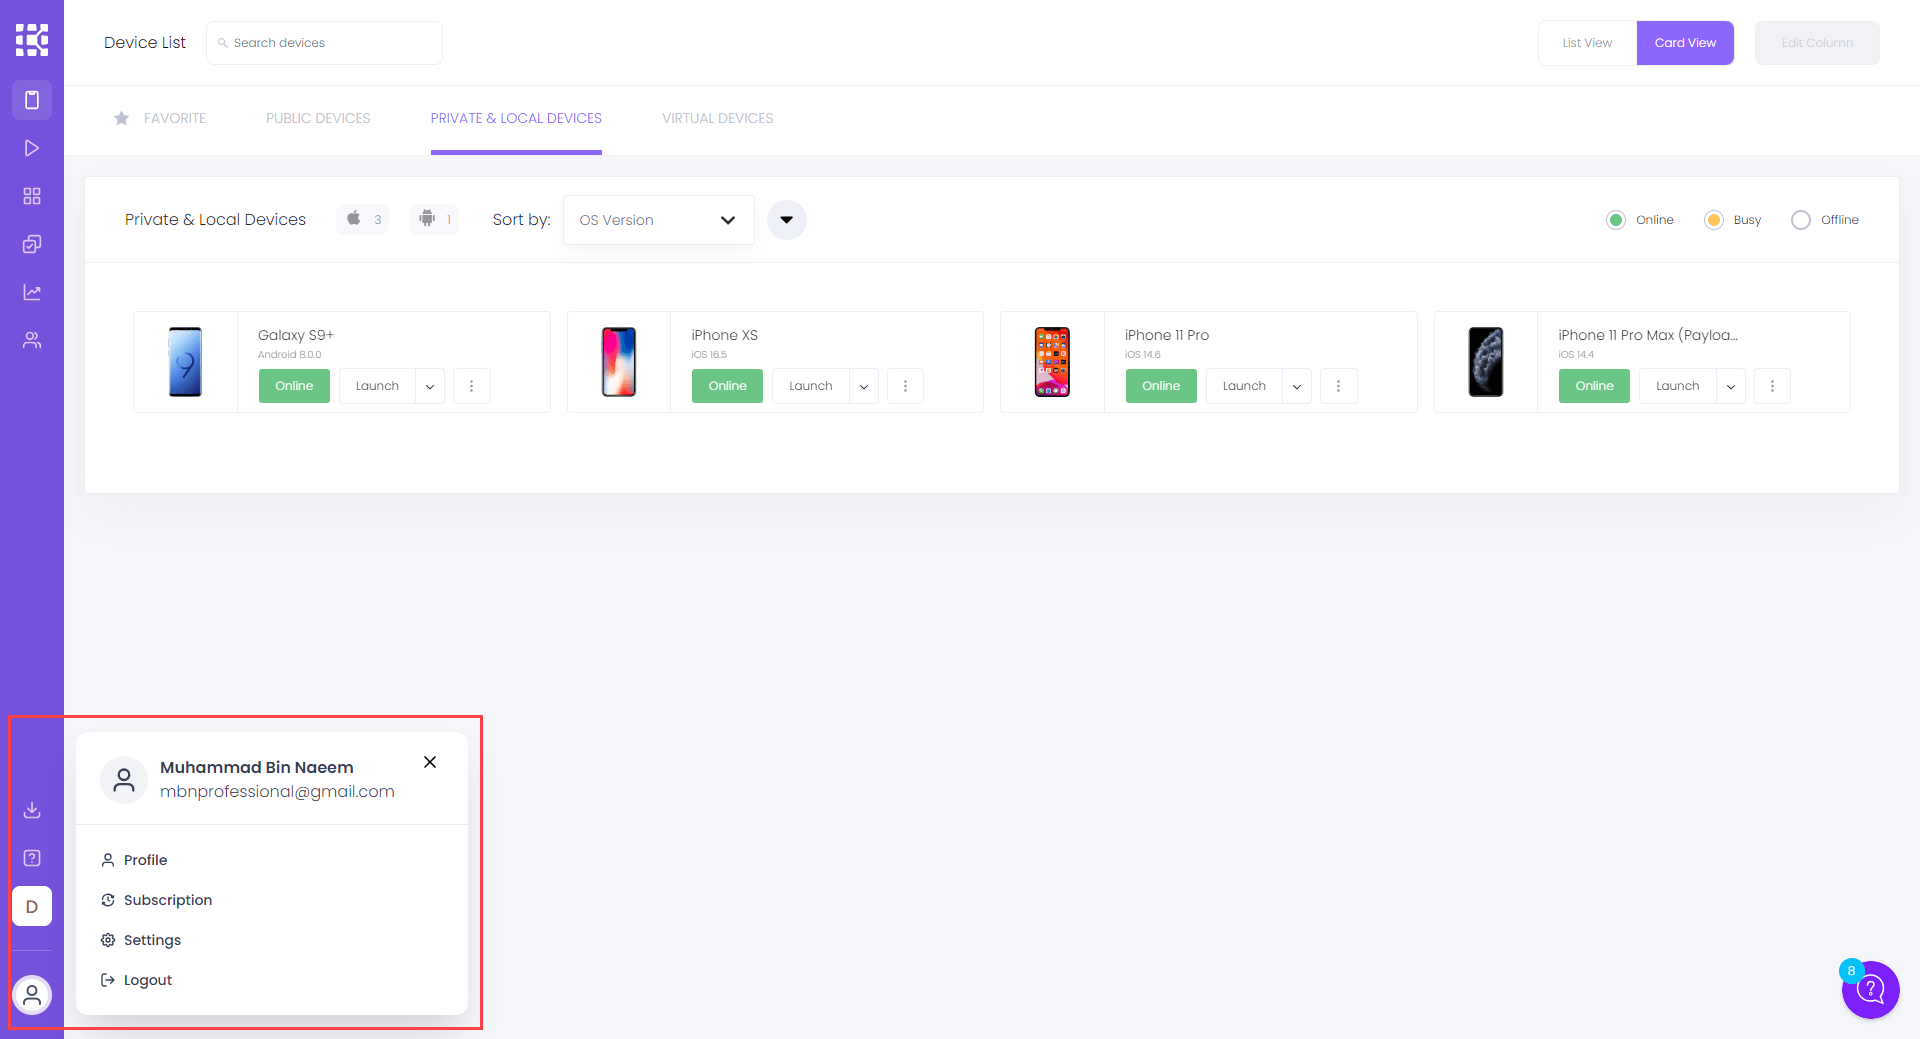 Device List
Search devices
List View
Card View
Edit Column
FAVORITE
PUBLIC DEVICES
PRIVATE & LOCAL DEVICES
VIRTUAL DEVICES
Private & Local Devices
3
1
Sort by:
OS Version
Online
Busy
Offline
9
Galaxy S9+
Android 8.0.0
Online
Launch
iPhone XS
iOS 16.5
Online
Launch
iPhone 11 Pro
iOS 14.6
Online
Launch
iPhone 11 Pro Max (Payloa...
iOS 14.4
Online
Launch
Muhammad Bin Naeem
mbnprofessional@gmail.com
Profile
Subscription
Settings
Logout
D
8